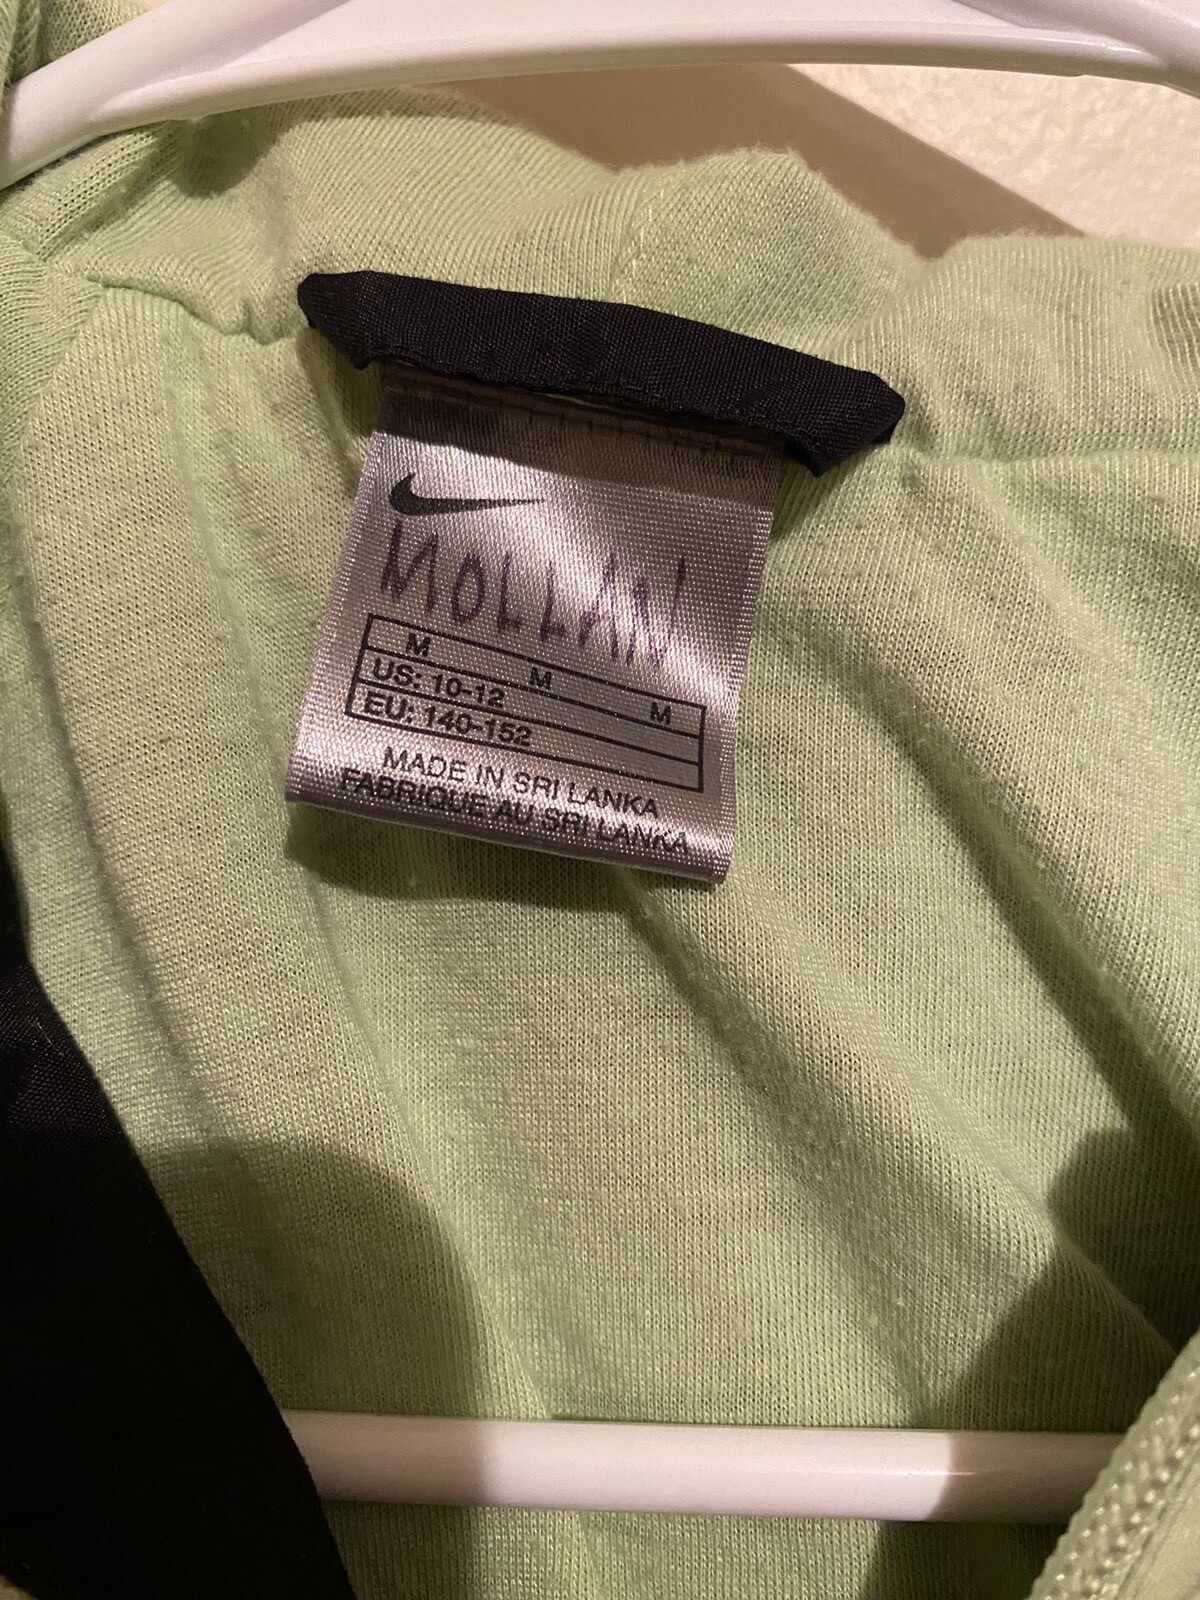 MOLLAN
M M M
US: 10-12
EU: 140-152
MADE IN SRI LANKA
FABRIQUE AU SRI LANKA